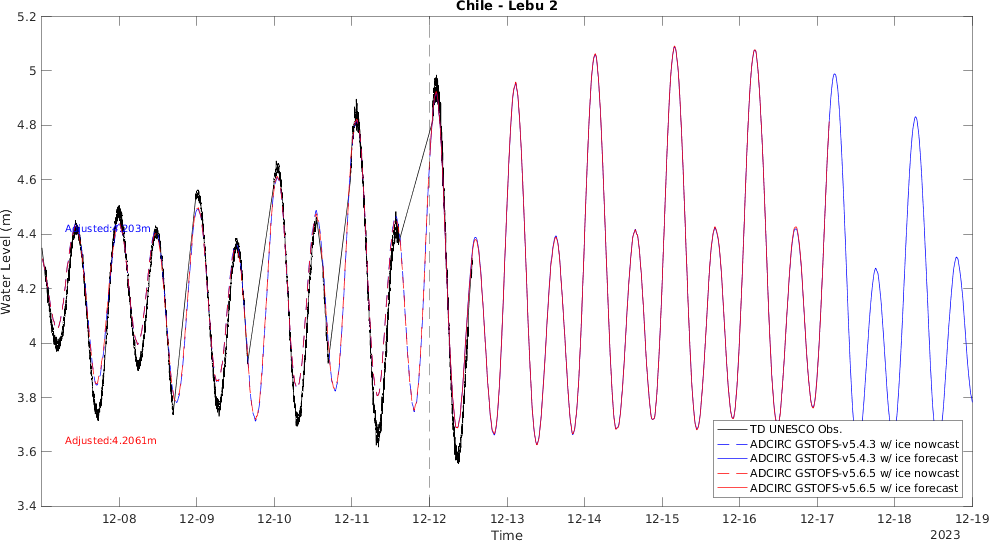 Chile - Lebu 2
Water Level (m)
5.2
5
4.8
4.6
4.4
4.2
4
3.8
3.6
3.4
Adjusted:4.203m
Adjusted:4.2061m
TD UNESCO Obs.
ADCIRC GSTOFS-v5.4.3 w/ ice nowcast
ADCIRC GSTOFS-v5.4.3 w/ ice forecast
ADCIRC GSTOFS-v5.6.5 w/ ice nowcast
ADCIRC GSTOFS-v5.6.5 w/ ice forecast
12-08 12-09 12-10 12-11 12-12 12-13 12-14 12-15 12-16 12-17 12-18 12-19
Time
2023